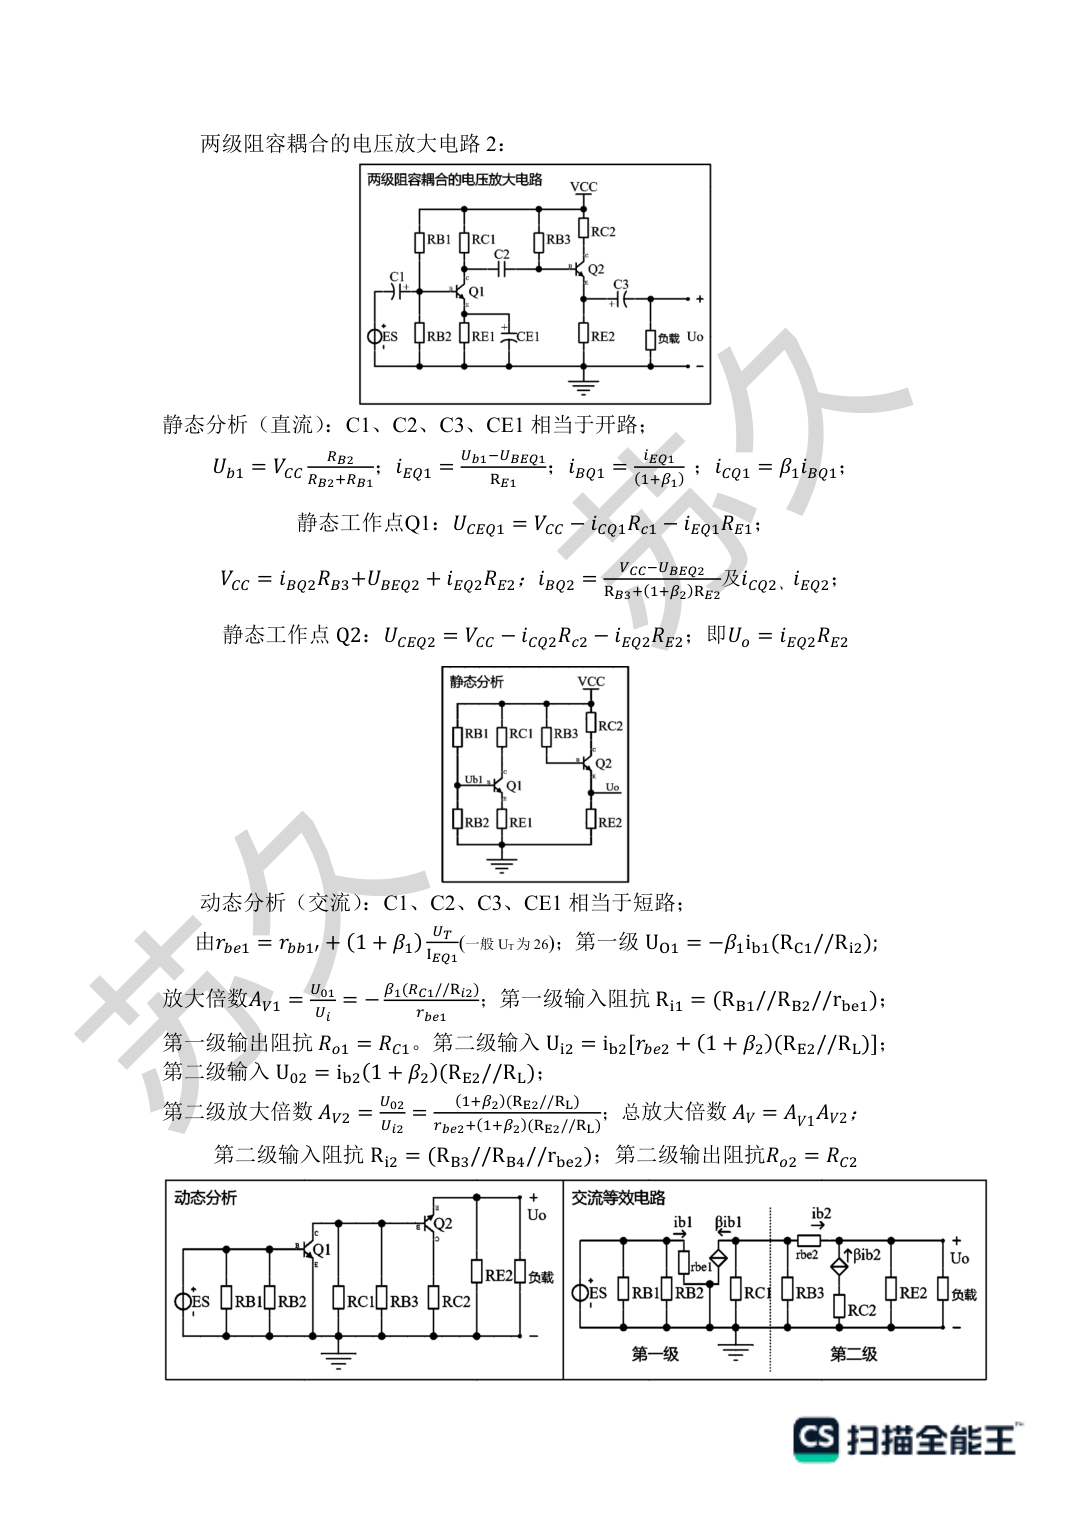 两级阻容耦合的电压放大电路 2：
两级阻容耦合的电压放大电路
VCC
RB1 RC1 RB3 RC2
C2
C1 + B C E Q1 B C E Q2
C3
+ +
ES RB2 RE1 + CE1 RE2 负载 Uo
-
静态分析（直流）：C1、C2、C3、CE1 相当于开路；
U_{b1} = V_{CC} \frac{R_{B2}}{R_{B2}+R_{B1}}；i_{EQ1} = \frac{U_{b1}-U_{BEQ1}}{R_{E1}}；i_{BQ1} = \frac{i_{EQ1}}{(1+β_1)} ；i_{CQ1} = β_1 i_{BQ1}；
静态工作点Q1：U_{CEQ1} = V_{CC} − i_{CQ1}R_{c1} − i_{EQ1}R_{E1}；
V_{CC} = i_{BQ2}R_{B3}+U_{BEQ2} + i_{EQ2}R_{E2}；i_{BQ2} = \frac{V_{CC}−U_{BEQ2}}{R_{B3}+(1+β_2)R_{E2}}及i_{CQ2}、i_{EQ2}；
静态工作点 Q2：U_{CEQ2} = V_{CC} − i_{CQ2}R_{c2} − i_{EQ2}R_{E2}；即U_o = i_{EQ2}R_{E2}
静态分析 VCC
RB1 RC1 RB3 RC2
B C E Q2
Ub1 B C E Q1 Uo
RB2 RE1 RE2
动态分析（交流）：C1、C2、C3、CE1 相当于短路；
由r_{be1} = r_{bb1′} + (1 + β_1) \frac{U_T}{I_{EQ1}}(一般 U_T 为 26)；第一级 U_{O1} = −β_1i_{b1}(R_{C1}//R_{i2});
放大倍数A_{V1} = \frac{U_{01}}{U_i} = − \frac{β_1(R_{C1}//R_{i2})}{r_{be1}}；第一级输入阻抗 R_{i1} = (R_{B1}//R_{B2}//r_{be1})；
第一级输出阻抗 R_{o1} = R_{C1}。第二级输入 U_{i2} = i_{b2}[r_{be2} + (1 + β_2)(R_{E2}//R_L)]；
第二级输入 U_{02} = i_{b2}(1 + β_2)(R_{E2}//R_L)；
第二级放大倍数 A_{V2} = \frac{U_{02}}{U_{i2}} = \frac{(1+β_2)(R_{E2}//R_L)}{r_{be2}+(1+β_2)(R_{E2}//R_L)}；总放大倍数 A_V = A_{V1}A_{V2}；
第二级输入阻抗 R_{i2} = (R_{B3}//R_{B4}//r_{be2})；第二级输出阻抗R_{o2} = R_{C2}
动态分析
+
Uo
B E C Q2
B C E Q1
RE2 负载
+ ES - RB1 RB2 RC1 RB3 RC2
-
交流等效电路
ib1 βib1 ib2
rbe1 rbe2 βib2
+
Uo
+ ES - RB1 RB2 RC1 RB3 RC2 RE2 负载
-
第一级 第二级
苏久
苏久
CS 扫描全能王™